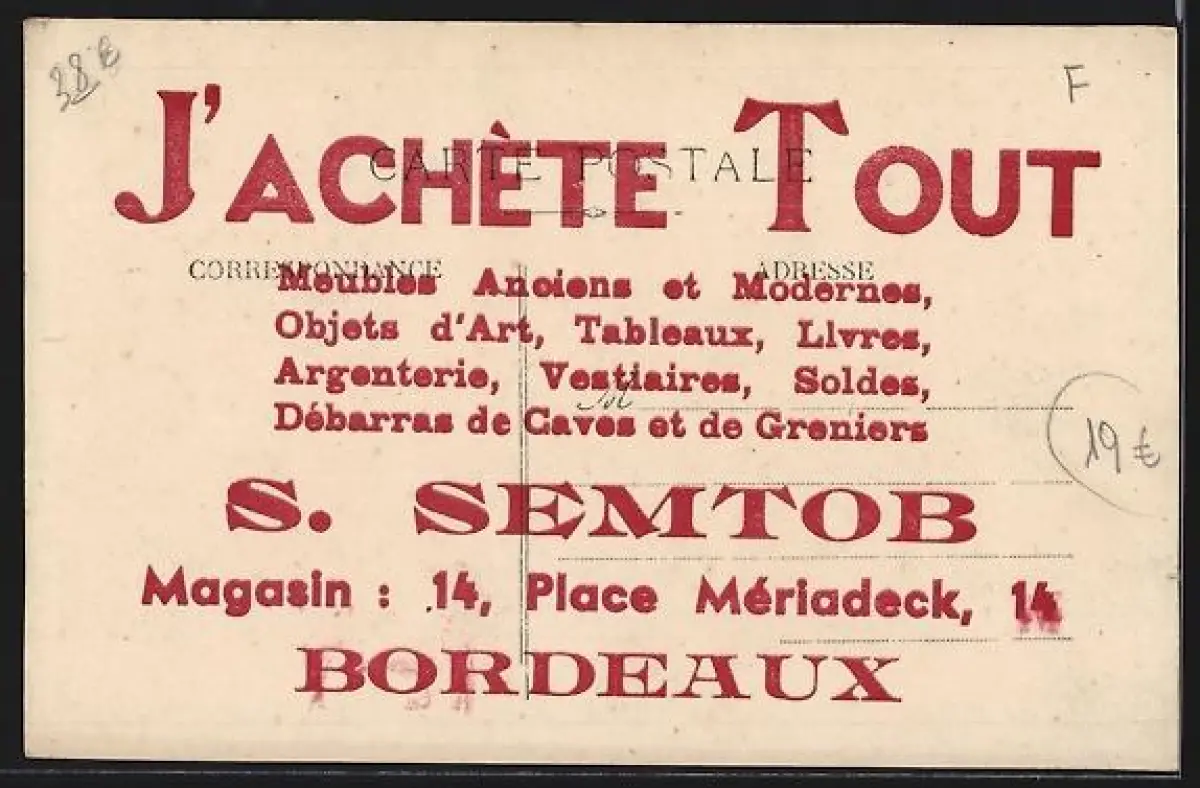 38 €
F
J'ACHÈTE TOUT
CARTE POSTALE
CORRESPONDANCE
ADRESSE
Meubles Anciens et Modernes,
Objets d'Art, Tableaux, Livres,
Argenterie, Vestiaires, Soldes,
Débarras de Caves et de Greniers
19 €
S. SEMTOB
Magasin : 14, Place Mériadeck, 14
BORDEAUX